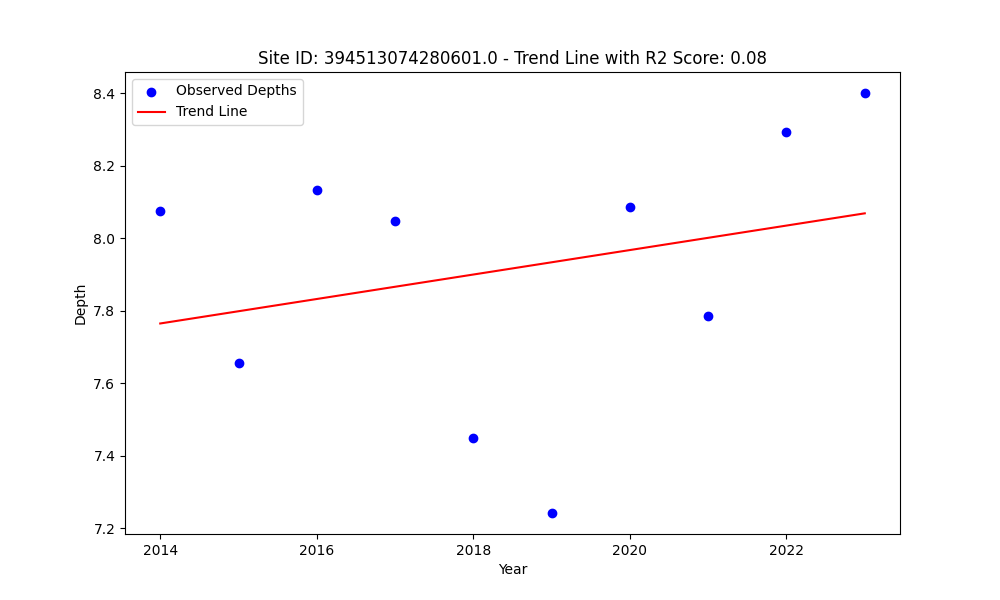 Site ID: 394513074280601.0 - Trend Line with R2 Score: 0.08
Observed Depths
Trend Line
8.4
8.2
8.0
7.8
7.6
7.4
7.2
Depth
2014
2016
2018
2020
2022
Year